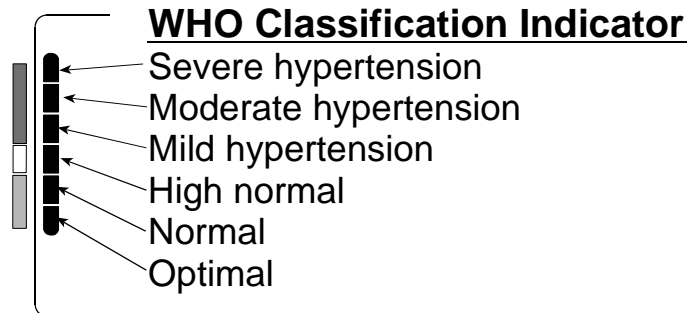 WHO Classification Indicator
Severe hypertension
Moderate hypertension
Mild hypertension
High normal
Normal
Optimal